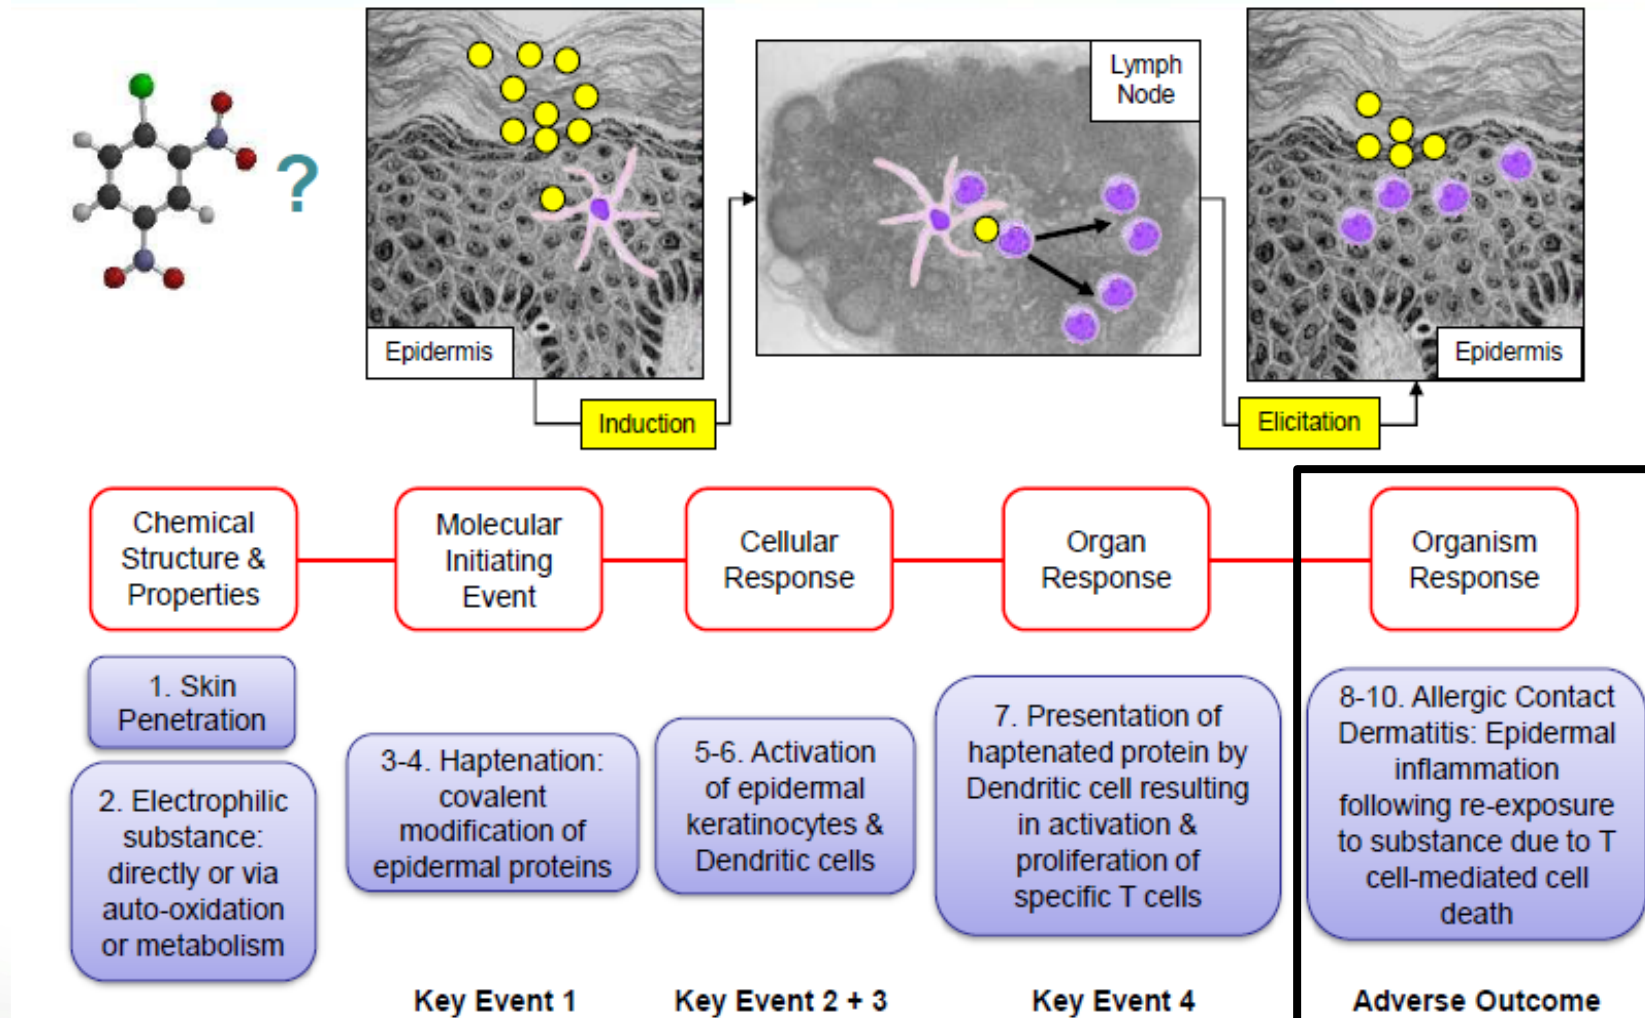 ?
Epidermis
Lymph
Node
Epidermis
Induction
Elicitation
Chemical
Structure &
Properties
Molecular
Initiating
Event
Cellular
Response
Organ
Response
Organism
Response
1. Skin
Penetration
2. Electrophilic
substance:
directly or via
auto-oxidation
or metabolism
3-4. Haptenation:
covalent
modification of
epidermal proteins
5-6. Activation
of epidermal
keratinocytes &
Dendritic cells
7. Presentation of
haptenated protein by
Dendritic cell resulting
in activation &
proliferation of
specific T cells
8-10. Allergic Contact
Dermatitis: Epidermal
inflammation
following re-exposure
to substance due to T
cell-mediated cell
death
Key Event 1
Key Event 2 + 3
Key Event 4
Adverse Outcome